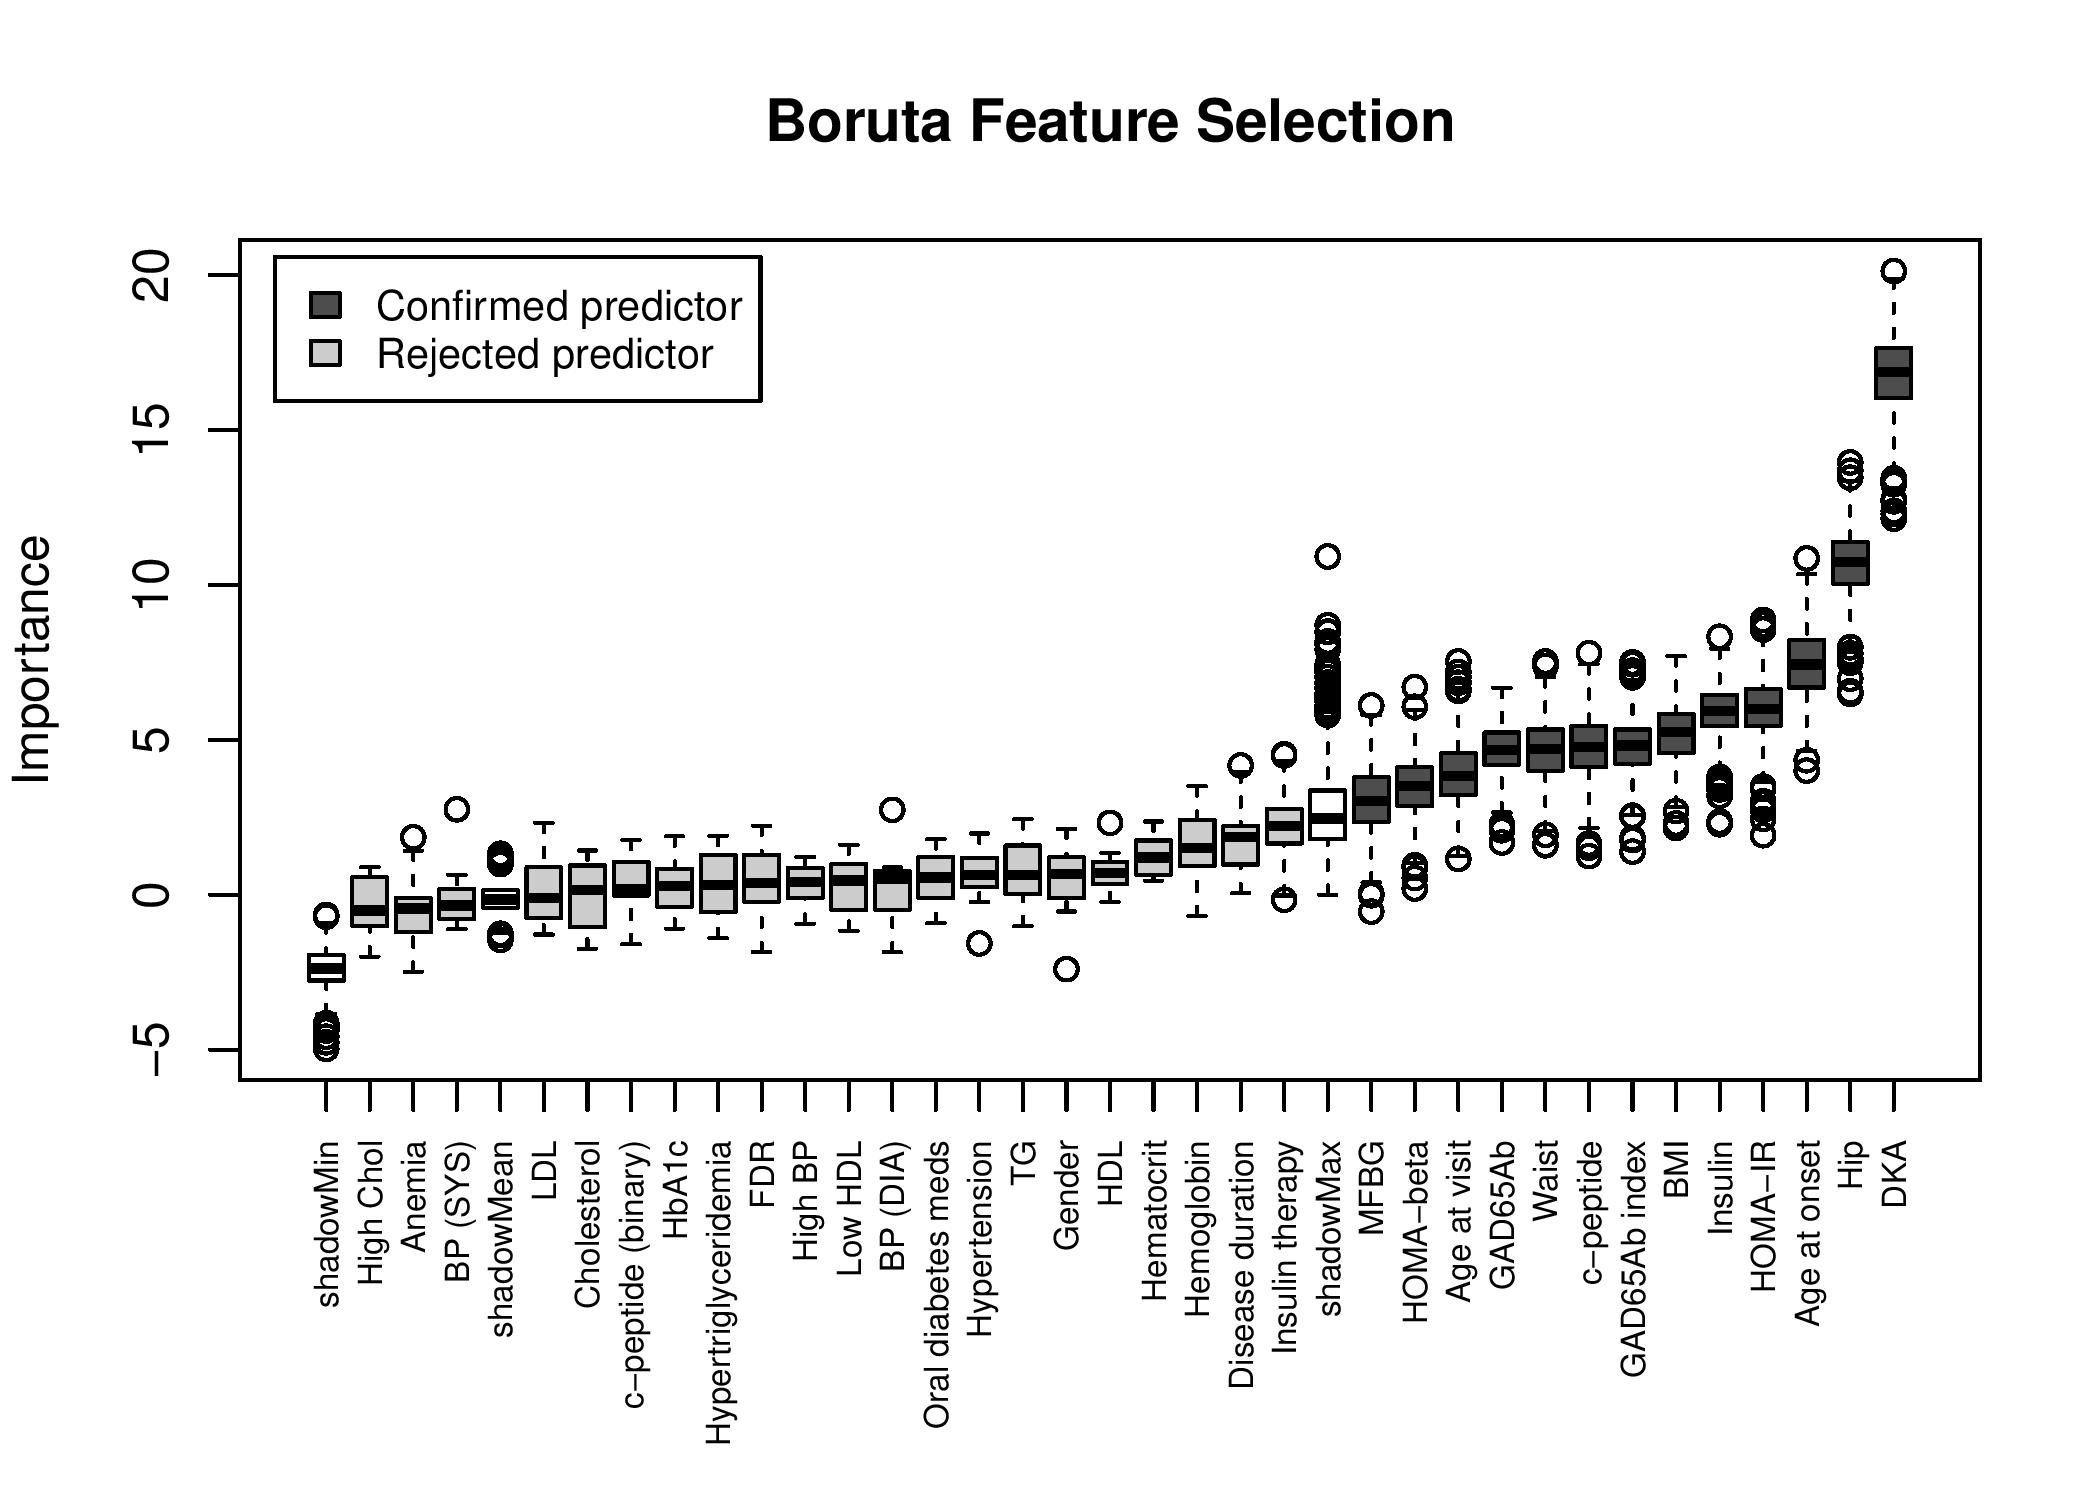 Boruta Feature Selection
Importance
20
15
10
5
0
−5
Confirmed predictor
Rejected predictor
shadowMin
High Chol
Anemia
BP (SYS)
shadowMean
LDL
Cholesterol
c−peptide (binary)
HbA1c
Hypertriglyceridemia
FDR
High BP
Low HDL
BP (DIA)
Oral diabetes meds
Hypertension
TG
Gender
HDL
Hematocrit
Hemoglobin
Disease duration
Insulin therapy
shadowMax
MFBG
HOMA−beta
Age at visit
GAD65Ab
Waist
c−peptide
GAD65Ab index
BMI
Insulin
HOMA−IR
Age at onset
Hip
DKA